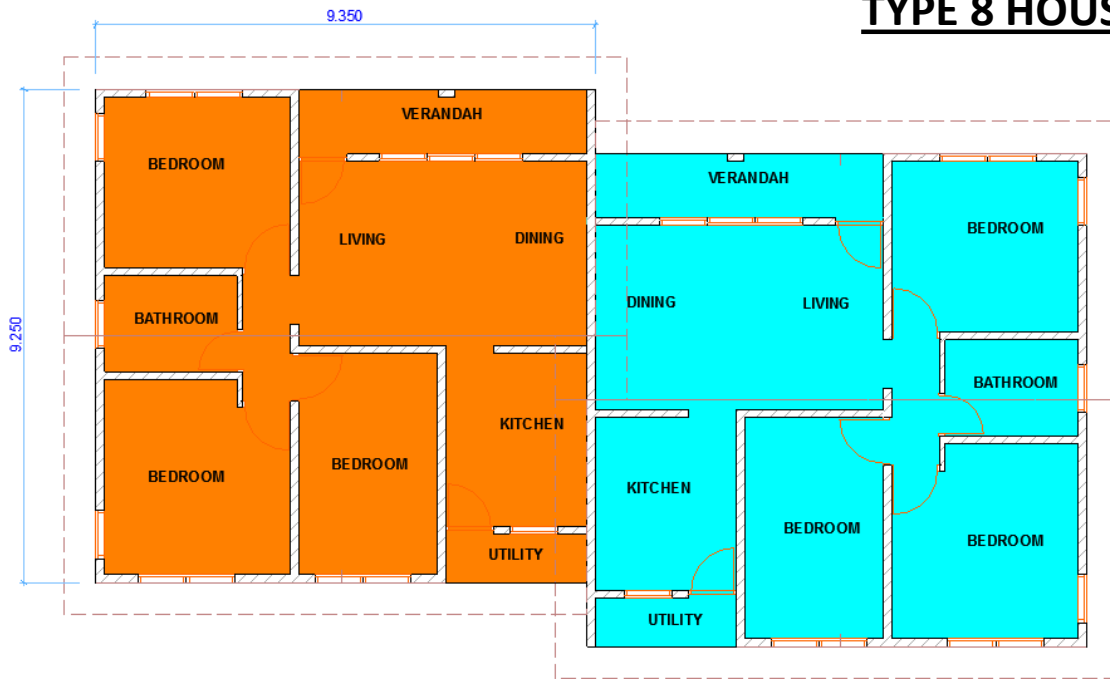 TYPE 8 HOUS
9.350
9.250
VERANDAH
BEDROOM
LIVING
DINING
BATHROOM
KITCHEN
BEDROOM
BEDROOM
UTILITY
VERANDAH
BEDROOM
DINING
LIVING
BATHROOM
KITCHEN
BEDROOM
BEDROOM
UTILITY